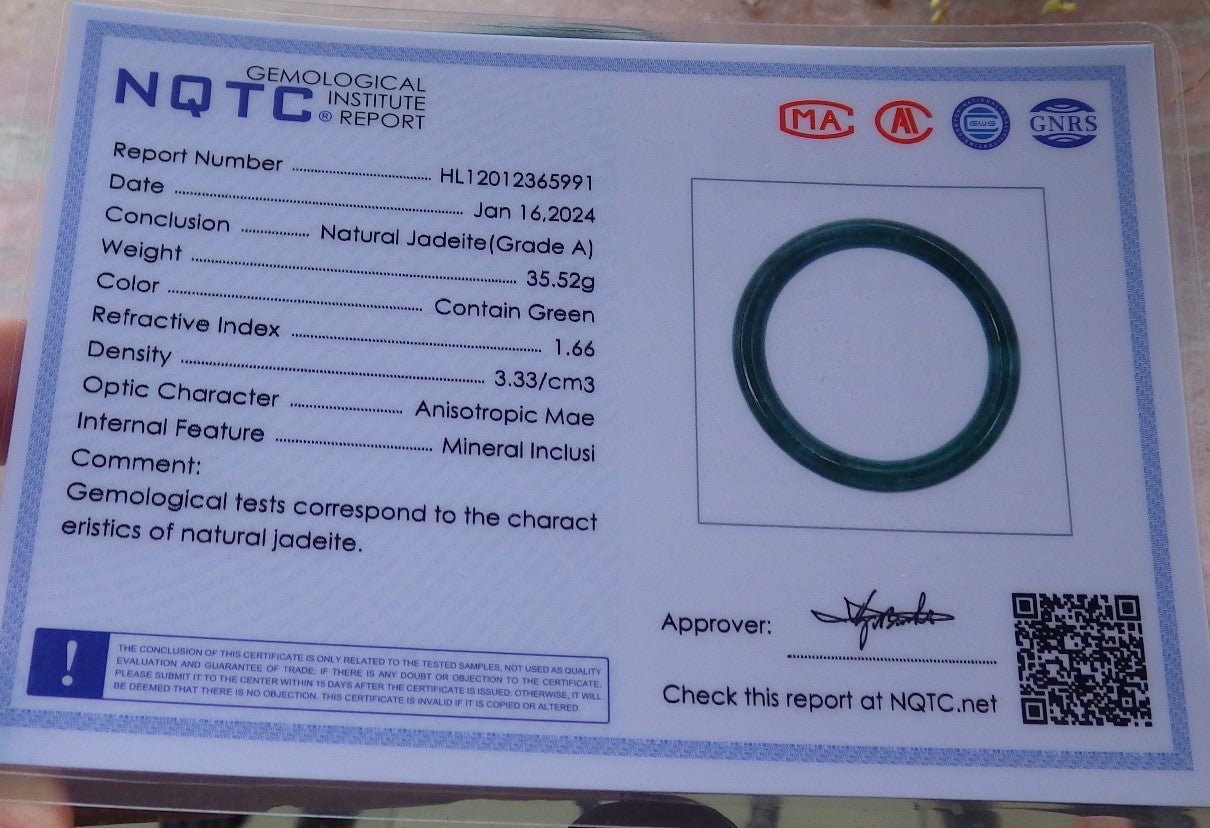 NQTC® GEMOLOGICAL INSTITUTE REPORT
MA
AL
GNRS
Report Number HL12012365991
Date Jan 16,2024
Conclusion Natural Jadeite(Grade A)
Weight 35.52g
Color Contain Green
Refractive Index 1.66
Density 3.33/cm3
Optic Character Anisotropic Mae
Internal Feature Mineral Inclusi
Comment:
Gemological tests correspond to the charact
eristics of natural jadeite.
! THE CONCLUSION OF THIS CERTIFICATE IS ONLY RELATED TO THE TESTED SAMPLES, NOT USED AS QUALITY
EVALUATION AND GUARANTEE OF TRADE; IF THERE IS ANY DOUBT OR OBJECTION TO THE CERTIFICATE,
PLEASE SUBMIT IT TO THE CENTER WITHIN 15 DAYS AFTER THE CERTIFICATE IS ISSUED. OTHERWISE, IT WILL
BE DEEMED THAT THERE IS NO OBJECTION. THIS CERTIFICATE IS INVALID IF IT IS COPIED OR ALTERED.
Approver:
Check this report at NQTC.net